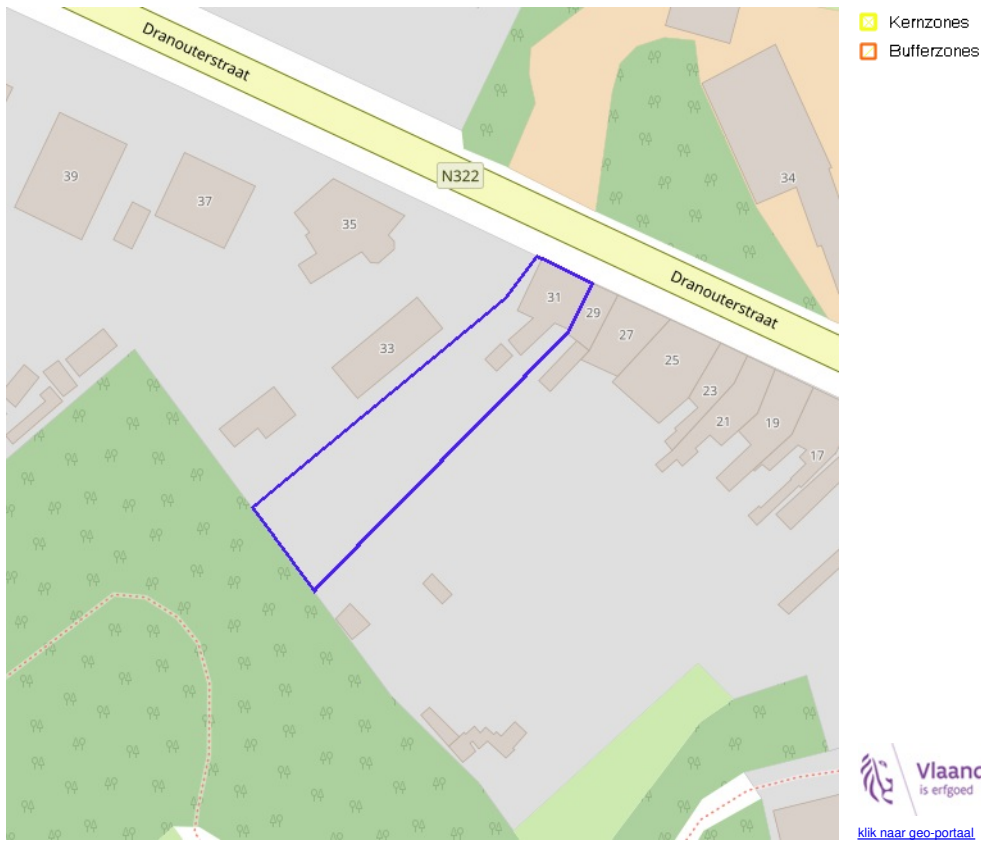 Dranouterstraat
N322
Dranouterstraat
39
37
35
34
31
29
33
27
25
23
21
19
17
Kernzones
Bufferzones
Vlaand
is erfgoed
klik naar geo-portaal